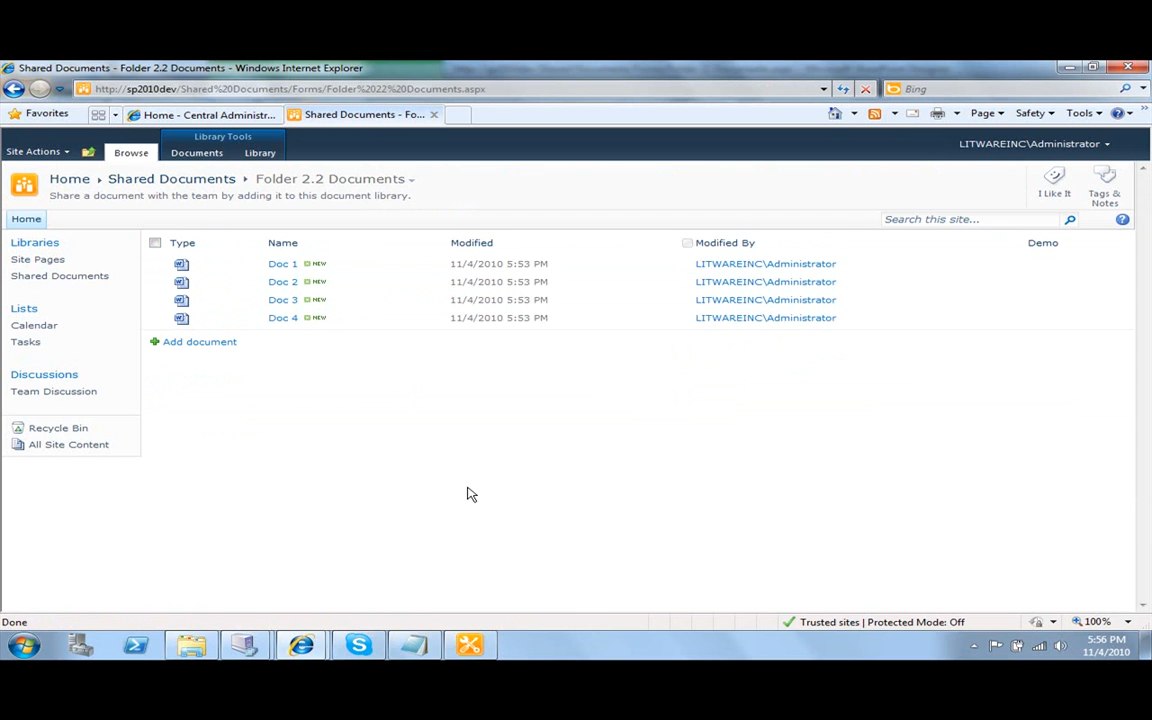 Shared Documents - Folder 2.2 Documents - Windows Internet Explorer
http://sp2010dev/Shared%20Documents/Forms/Folder%2022%20Documents.aspx
Bing
Favorites
Home - Central Administr...
Shared Documents - Fo...
Page
Safety
Tools
Library Tools
Site Actions
Browse
Documents
Library
LITWAREINC\Administrator
Home
Shared Documents
Folder 2.2 Documents
Share a document with the team by adding it to this document library.
I Like It
Tags &
Notes
Home
Search this site...
Libraries
Site Pages
Shared Documents
Lists
Calendar
Tasks
Discussions
Team Discussion
Recycle Bin
All Site Content
Type Name Modified Modified By Demo
Doc 1 NEW 11/4/2010 5:53 PM LITWAREINC\Administrator
Doc 2 NEW 11/4/2010 5:53 PM LITWAREINC\Administrator
Doc 3 NEW 11/4/2010 5:53 PM LITWAREINC\Administrator
Doc 4 NEW 11/4/2010 5:53 PM LITWAREINC\Administrator
Add document
Done
Trusted sites | Protected Mode: Off
100%
5:56 PM
11/4/2010